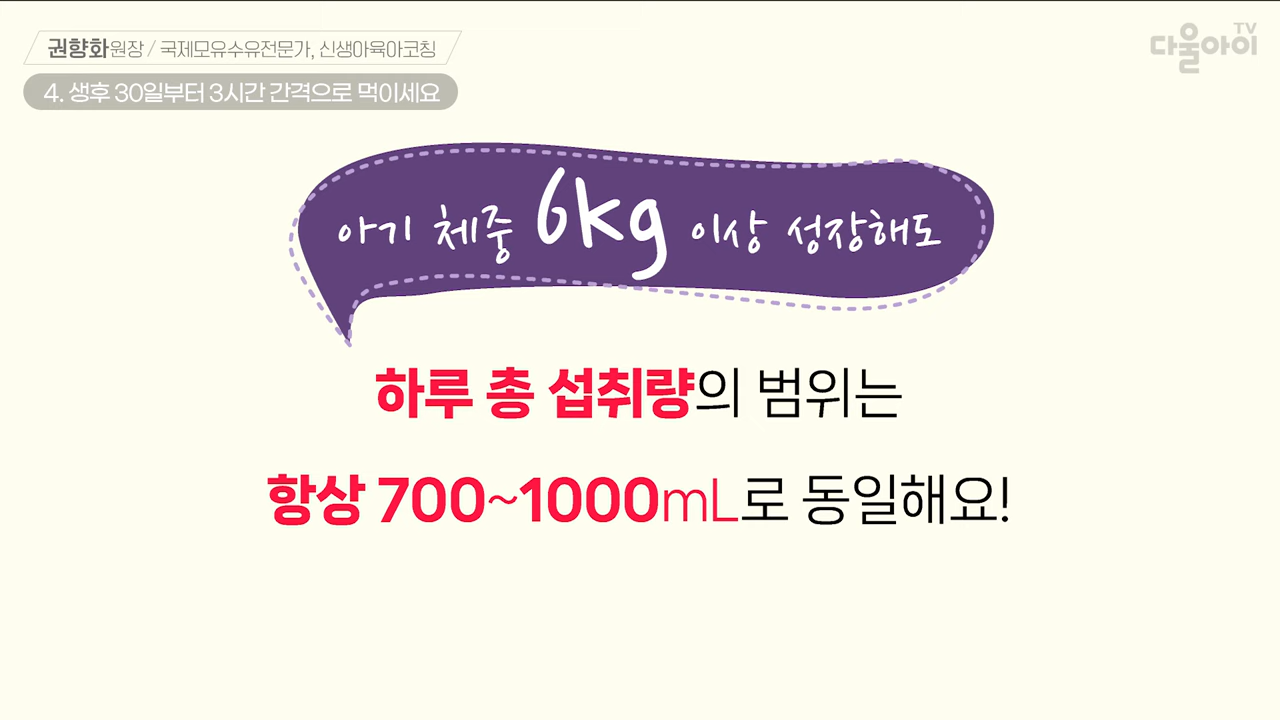 권향화원장 / 국제모유수유전문가, 신생아육아코칭
다울아이 TV
4. 생후 30일부터 3시간 간격으로 먹이세요
아기 체중 6kg 이상 성장해도
하루 총 섭취량의 범위는
항상 700~1000mL로 동일해요!